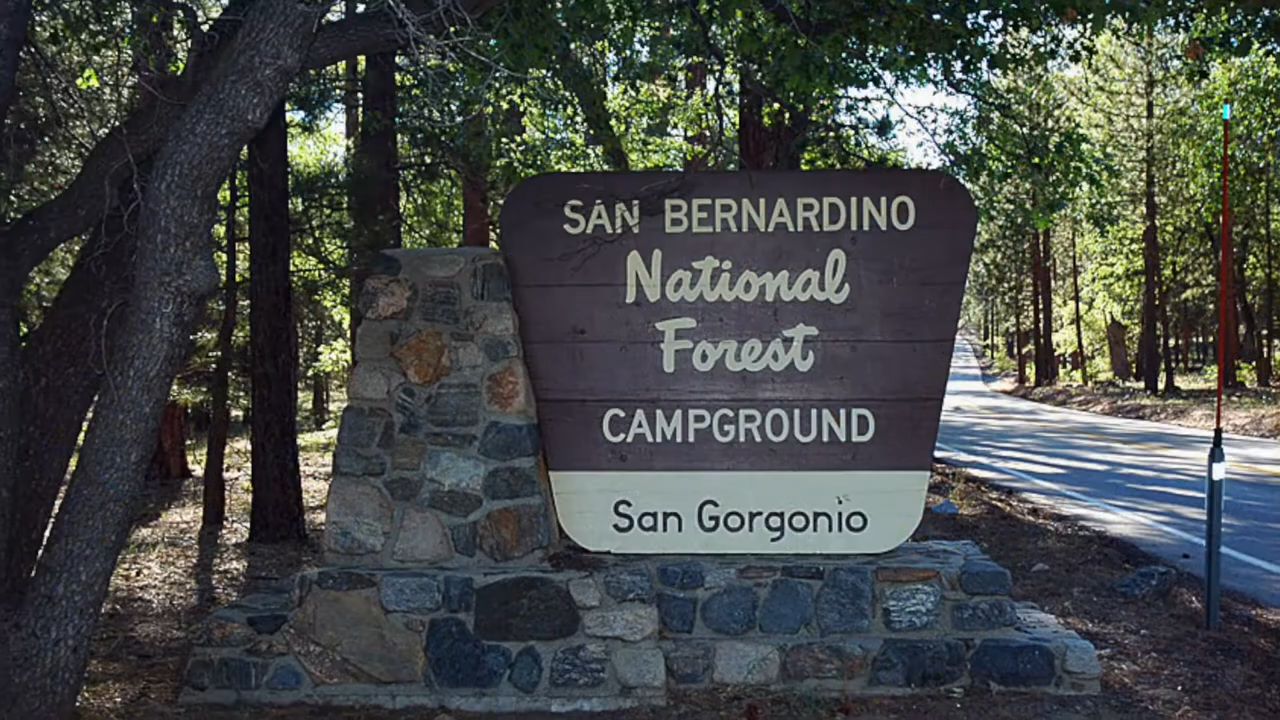 SAN BERNARDINO
National
Forest
CAMPGROUND
San Gorgonio